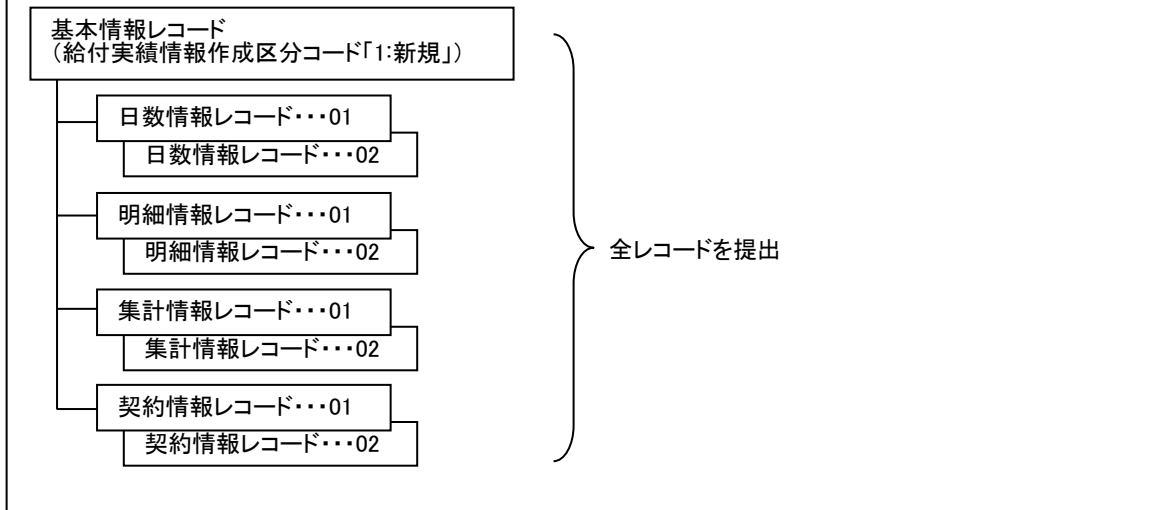 基本情報レコード
（給付実績情報作成区分コード「1:新規」）
日数情報レコード･･･01
日数情報レコード･･･02
明細情報レコード･･･01
明細情報レコード･･･02
全レコードを提出
集計情報レコード･･･01
集計情報レコード･･･02
契約情報レコード･･･01
契約情報レコード･･･02